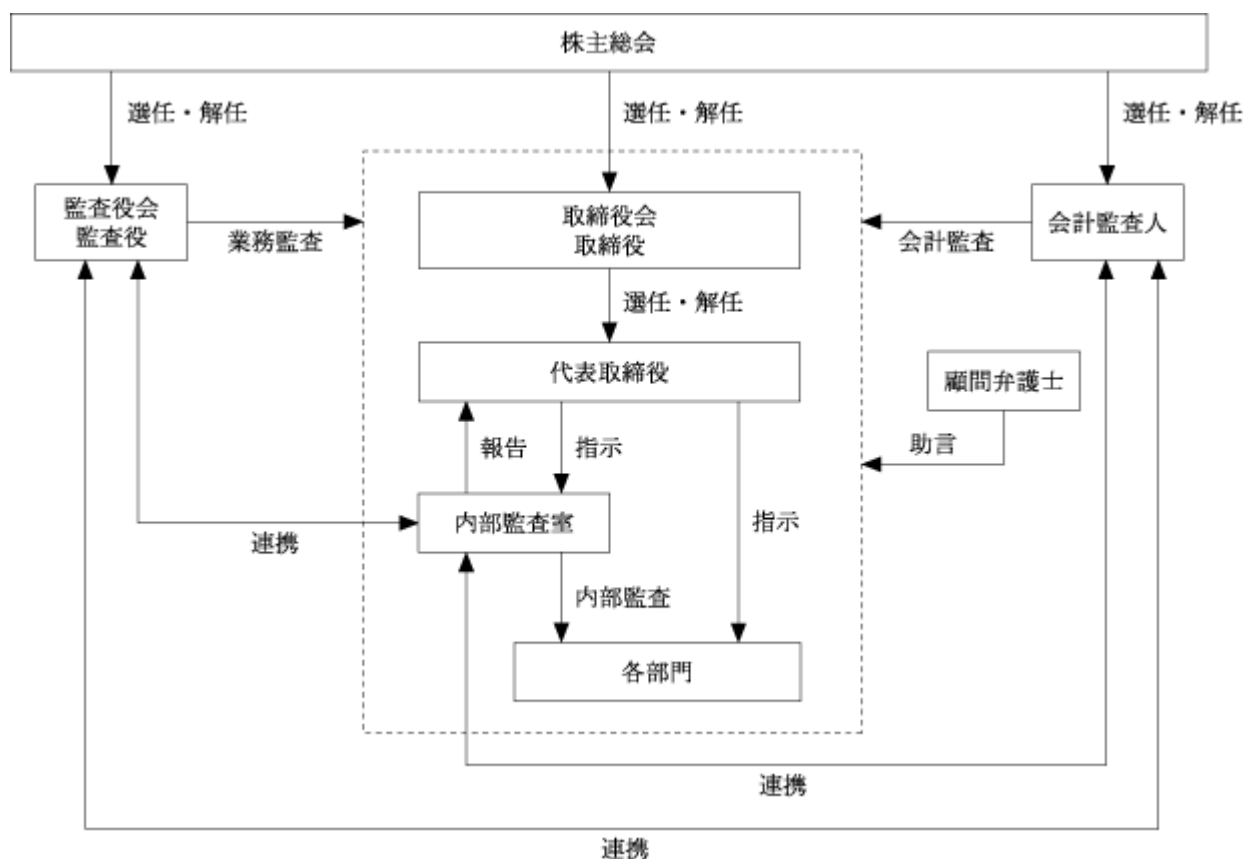 株主総会
選任・解任
選任・解任
選任・解任
監査役会
監査役
業務監査
取締役会
取締役
会計監査
会計監査人
選任・解任
代表取締役
顧問弁護士
報告
指示
助言
内部監査室
連携
指示
内部監査
各部門
連携
連携